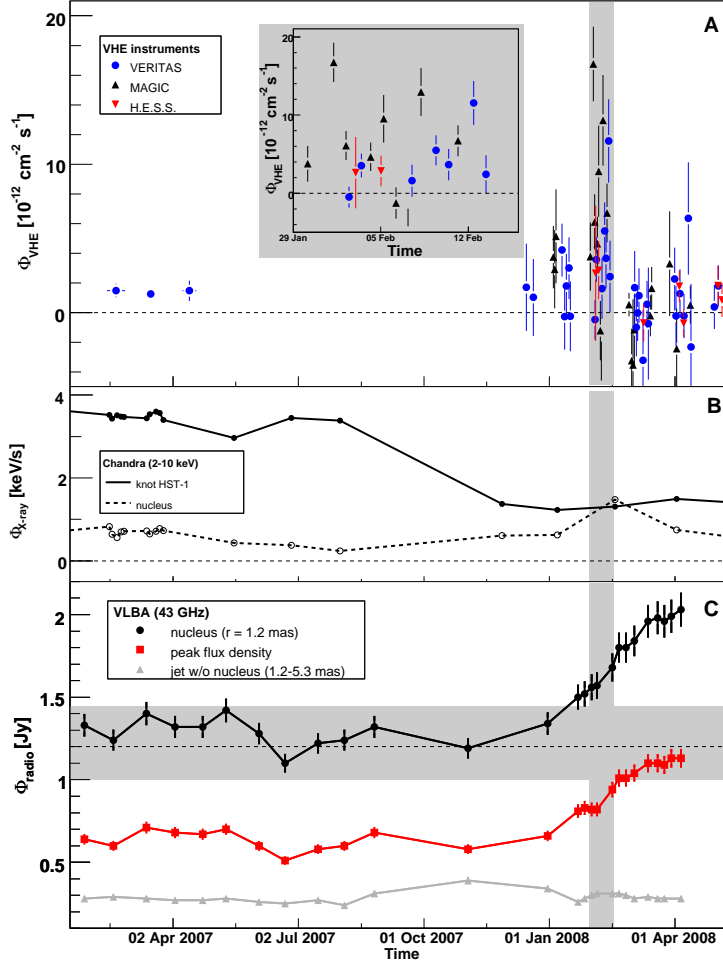 A
VHE instruments
VERITAS
MAGIC
H.E.S.S.
Φ_VHE [10^-12 cm^-2 s^-1]
20
10
0
Φ_VHE [10^-12 cm^-2 s^-1]
20
10
0
29 Jan
05 Feb
12 Feb
Time
B
Φ_X-ray [keV/s]
4
2
0
Chandra (2-10 keV)
knot HST-1
nucleus
C
Φ_radio [Jy]
2
1.5
1
0.5
VLBA (43 GHz)
nucleus (r = 1.2 mas)
peak flux density
jet w/o nucleus (1.2-5.3 mas)
02 Apr 2007
02 Jul 2007
01 Oct 2007
01 Jan 2008
01 Apr 2008
Time